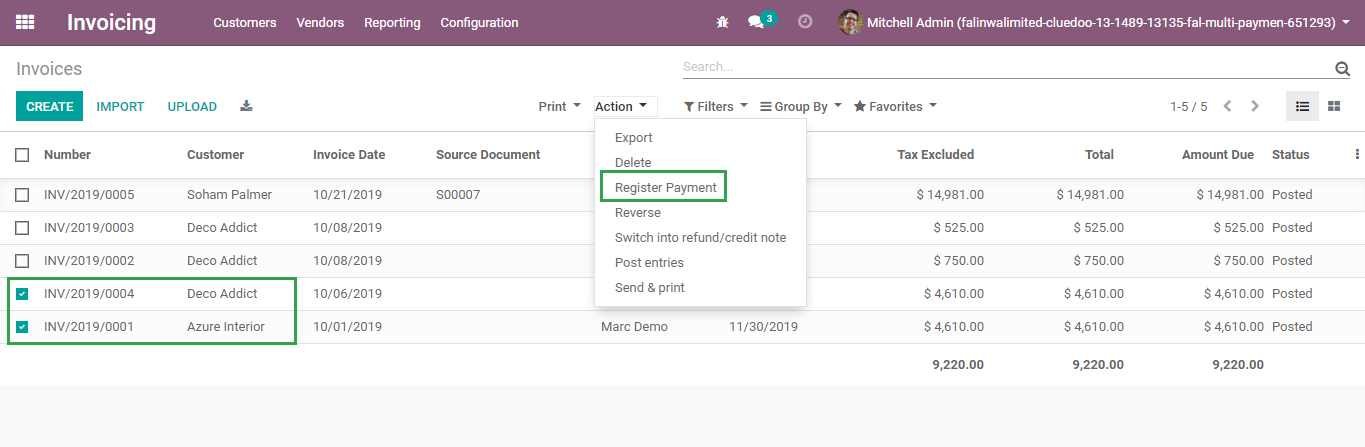 Invoicing Customers Vendors Reporting Configuration 3 Mitchell Admin (falinwalimited-cluedoo-13-1489-13135-fal-multi-paymen-651293)
Invoices Search...
CREATE IMPORT UPLOAD Print Action Filters Group By Favorites 1-5 / 5
Number Customer Invoice Date Source Document Export Tax Excluded Total Amount Due Status
Delete
INV/2019/0005 Soham Palmer 10/21/2019 S00007 Register Payment $ 14,981.00 $ 14,981.00 $ 14,981.00 Posted
Reverse
INV/2019/0003 Deco Addict 10/08/2019 Switch into refund/credit note $ 525.00 $ 525.00 $ 525.00 Posted
INV/2019/0002 Deco Addict 10/08/2019 Post entries $ 750.00 $ 750.00 $ 750.00 Posted
INV/2019/0004 Deco Addict 10/06/2019 Send & print $ 4,610.00 $ 4,610.00 $ 4,610.00 Posted
INV/2019/0001 Azure Interior 10/01/2019 Marc Demo 11/30/2019 $ 4,610.00 $ 4,610.00 $ 4,610.00 Posted
9,220.00 9,220.00 9,220.00